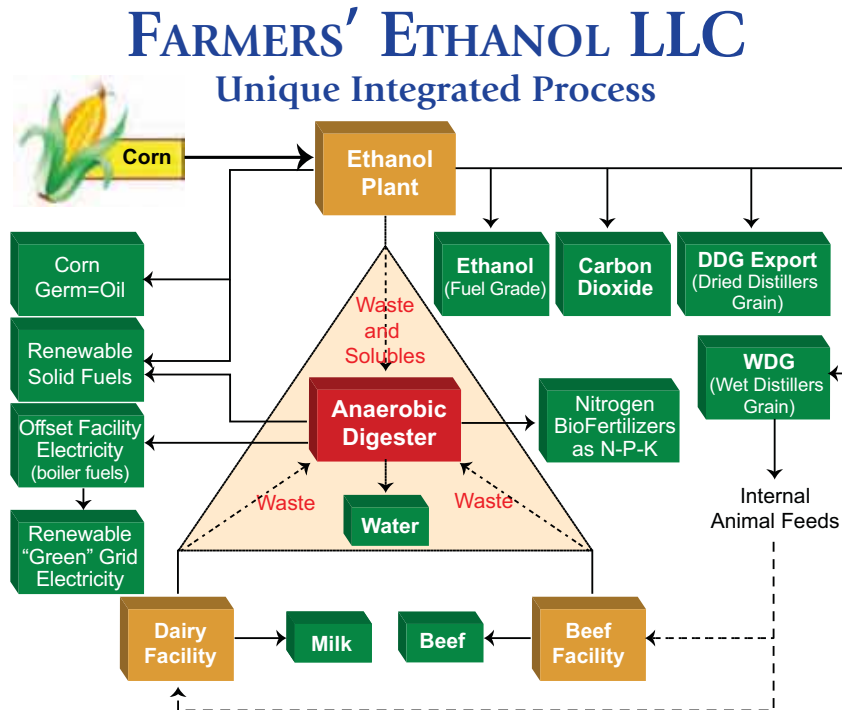 FARMERS' ETHANOL LLC
Unique Integrated Process
Corn
Ethanol
Plant
Corn
Germ=Oil
Ethanol
(Fuel Grade)
Carbon
Dioxide
DDG Export
(Dried Distillers
Grain)
Waste
and
Solubles
Renewable
Solid Fuels
WDG
(Wet Distillers
Grain)
Anaerobic
Digester
Nitrogen
BioFertilizers
as N-P-K
Offset Facility
Electricity
(boiler fuels)
Waste
Waste
Water
Internal
Animal Feeds
Renewable
“Green” Grid
Electricity
Dairy
Facility
Milk
Beef
Beef
Facility